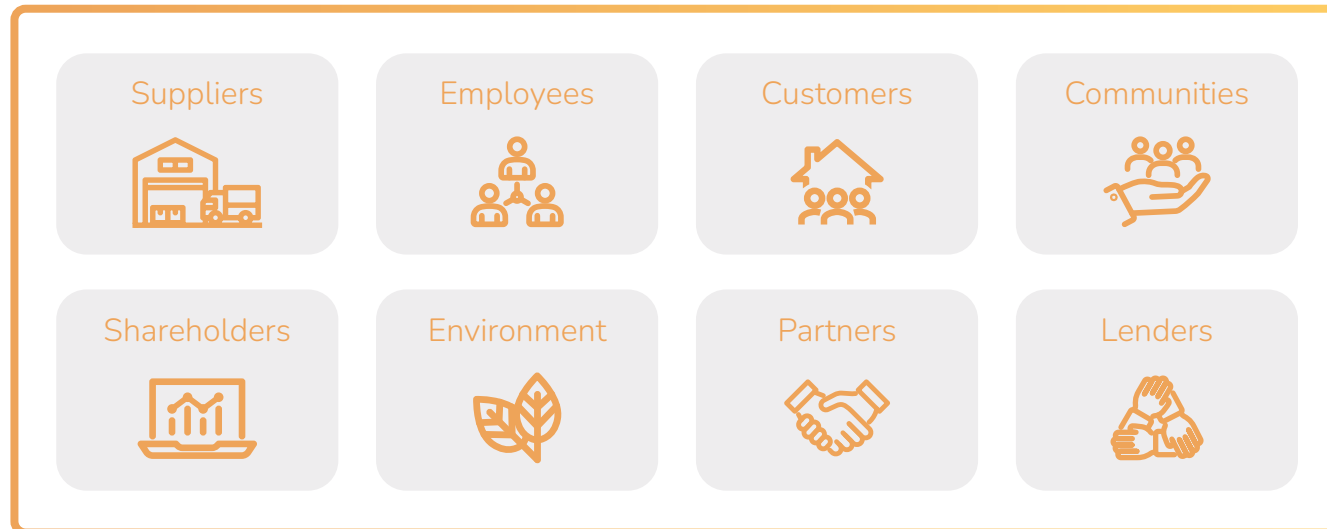 Suppliers
Employees
Customers
Communities
Shareholders
Environment
Partners
Lenders